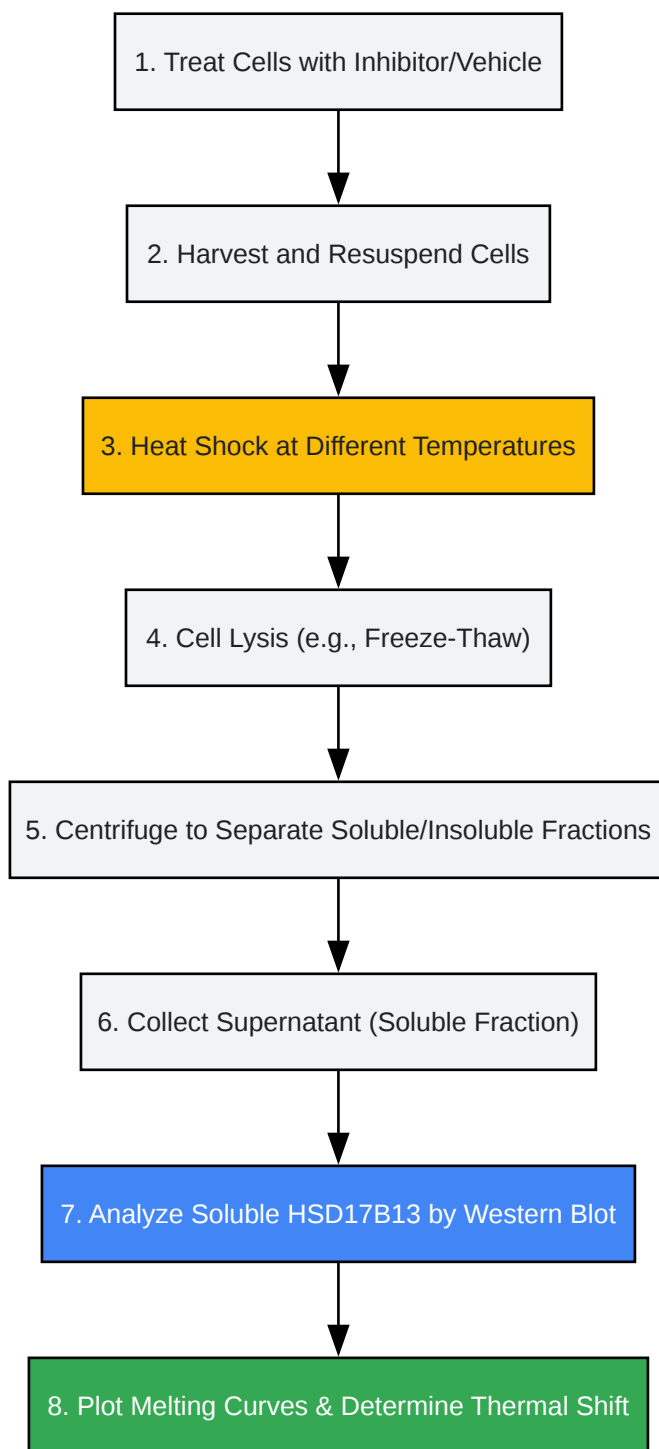 1. Treat Cells with Inhibitor/Vehicle
2. Harvest and Resuspend Cells
3. Heat Shock at Different Temperatures
4. Cell Lysis (e.g., Freeze-Thaw)
5. Centrifuge to Separate Soluble/Insoluble Fractions
6. Collect Supernatant (Soluble Fraction)
7. Analyze Soluble HSD17B13 by Western Blot
8. Plot Melting Curves & Determine Thermal Shift